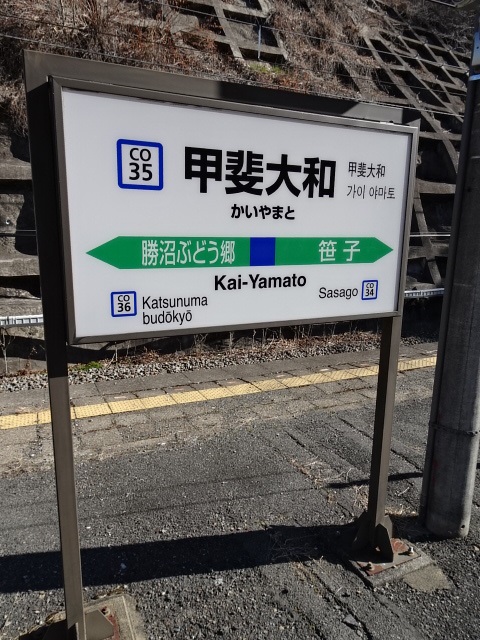 CO
35
甲斐大和
甲斐大和
가이 야마토
かいやまと
勝沼ぶどう郷
笹子
Kai-Yamato
CO
36
Katsunuma
budōkyō
Sasago
CO
34